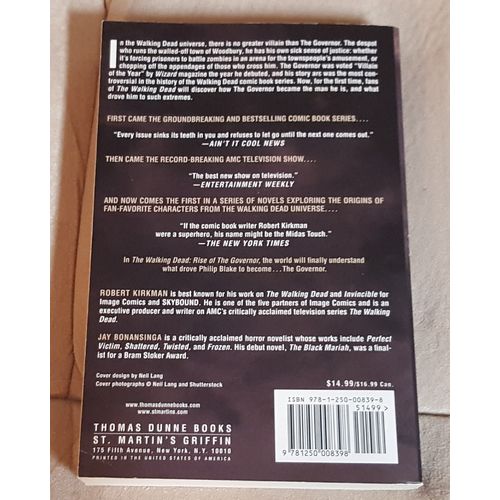 In the Walking Dead universe, there is no greater villain than The Governor. The despot
who runs the walled-off town of Woodbury, he has his own sick sense of justice: whether
it's forcing prisoners to battle zombies in an arena for the townspeople's amusement, or
chopping off the appendages of those who cross him. The Governor was voted "Villain
of the Year" by Wizard magazine the year he debuted, and his story arc was the most con-
troversial in the history of the Walking Dead comic book series. Now, for the first time, fans
of The Walking Dead will discover how The Governor became the man he is, and what
drove him to such extremes.
FIRST CAME THE GROUNDBREAKING AND BESTSELLING COMIC BOOK SERIES....
"Every issue sinks its teeth in you and refuses to let go until the next one comes out."
—AIN'T IT COOL NEWS
THEN CAME THE RECORD-BREAKING AMC TELEVISION SHOW....
"The best new show on television."
—ENTERTAINMENT WEEKLY
AND NOW COMES THE FIRST IN A SERIES OF NOVELS EXPLORING THE ORIGINS OF
FAN-FAVORITE CHARACTERS FROM THE WALKING DEAD UNIVERSE....
"If the comic book writer Robert Kirkman
were a superhero, his name might be the Midas Touch."
—THE NEW YORK TIMES
In The Walking Dead: Rise of The Governor, the world will finally understand
what drove Philip Blake to become...The Governor.
ROBERT KIRKMAN is best known for his work on The Walking Dead and Invincible for
Image Comics and SKYBOUND. He is one of the five partners of Image Comics and is an
executive producer and writer on AMC's critically acclaimed television series The Walking
Dead.
JAY BONANSINGA is a critically acclaimed horror novelist whose works include Perfect
Victim, Shattered, Twisted, and Frozen. His debut novel, The Black Mariah, was a final-
ist for a Bram Stoker Award.
Cover design by Neil Lang
Cover photographs © Neil Lang and Shutterstock
$14.99/$16.99 Can.
www.thomasdunnebooks.com
www.stmartins.com
THOMAS DUNNE BOOKS
ST. MARTIN'S GRIFFIN
175 Fifth Avenue, New York, N.Y. 10010
PRINTED IN THE UNITED STATES OF AMERICA
ISBN 978-1-250-00839-8
51499>
9 781250 008398